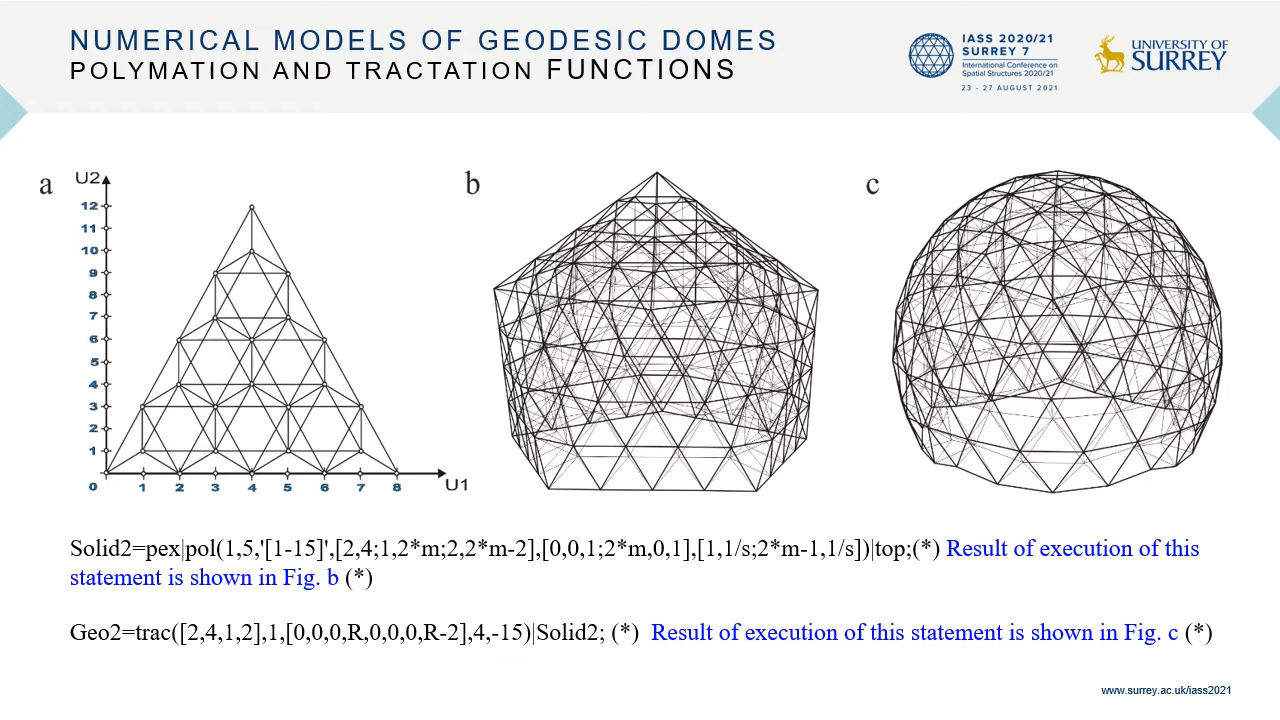 NUMERICAL MODELS OF GEODESIC DOMES
POLYMATION AND TRACTATION FUNCTIONS
IASS 2020/21
SURREY 7
International Conference on
Spatial Structures 2020/21
23 - 27 AUGUST 2021
UNIVERSITY OF
SURREY
a
U2
12
11
10
9
8
7
6
5
4
3
2
1
0
1 2 3 4 5 6 7 8
U1
b
c
Solid2=pex|pol(1,5,'[1-15]',[2,4;1,2*m;2,2*m-2],[0,0,1;2*m,0,1],[1,1/s;2*m-1,1/s])|top;(*) Result of execution of this
statement is shown in Fig. b (*)
Geo2=trac([2,4,1,2],1,[0,0,0,R,0,0,0,R-2],4,-15)|Solid2; (*) Result of execution of this statement is shown in Fig. c (*)
www.surrey.ac.uk/iass2021